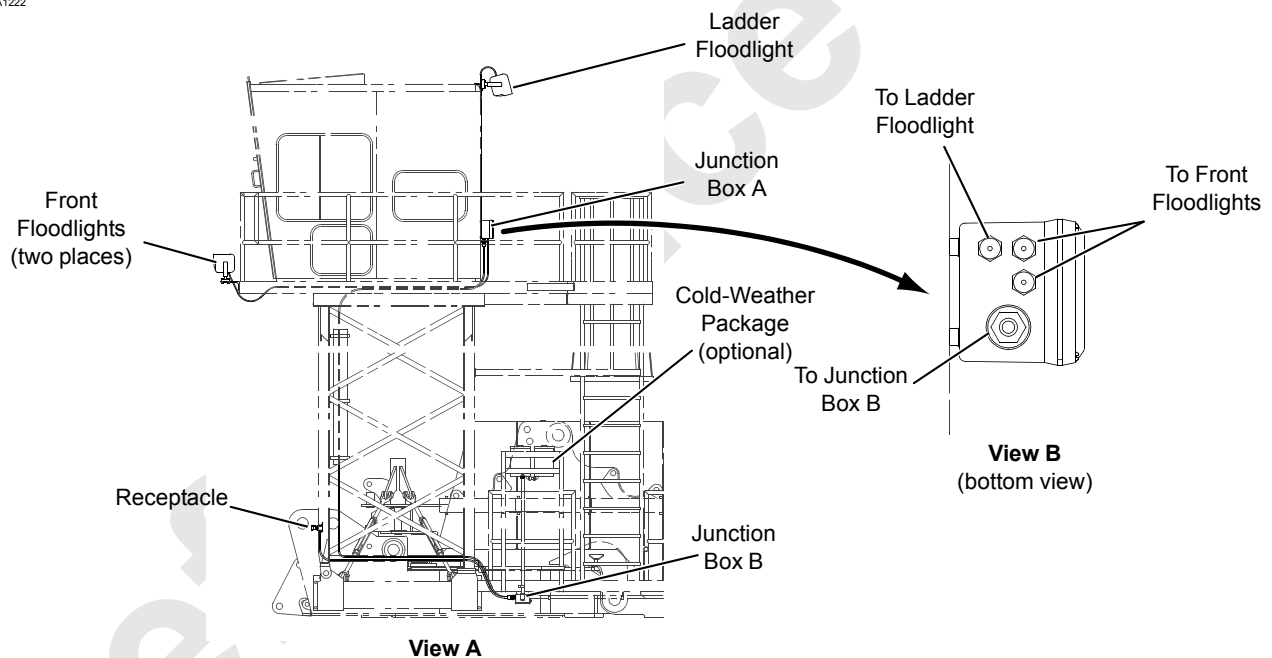 A1222
Ladder
Floodlight
To Ladder
Floodlight
Junction
Box A
To Front
Floodlights
Front
Floodlights
(two places)
Cold-Weather
Package
(optional)
To Junction
Box B
View B
(bottom view)
Receptacle
Junction
Box B
View A